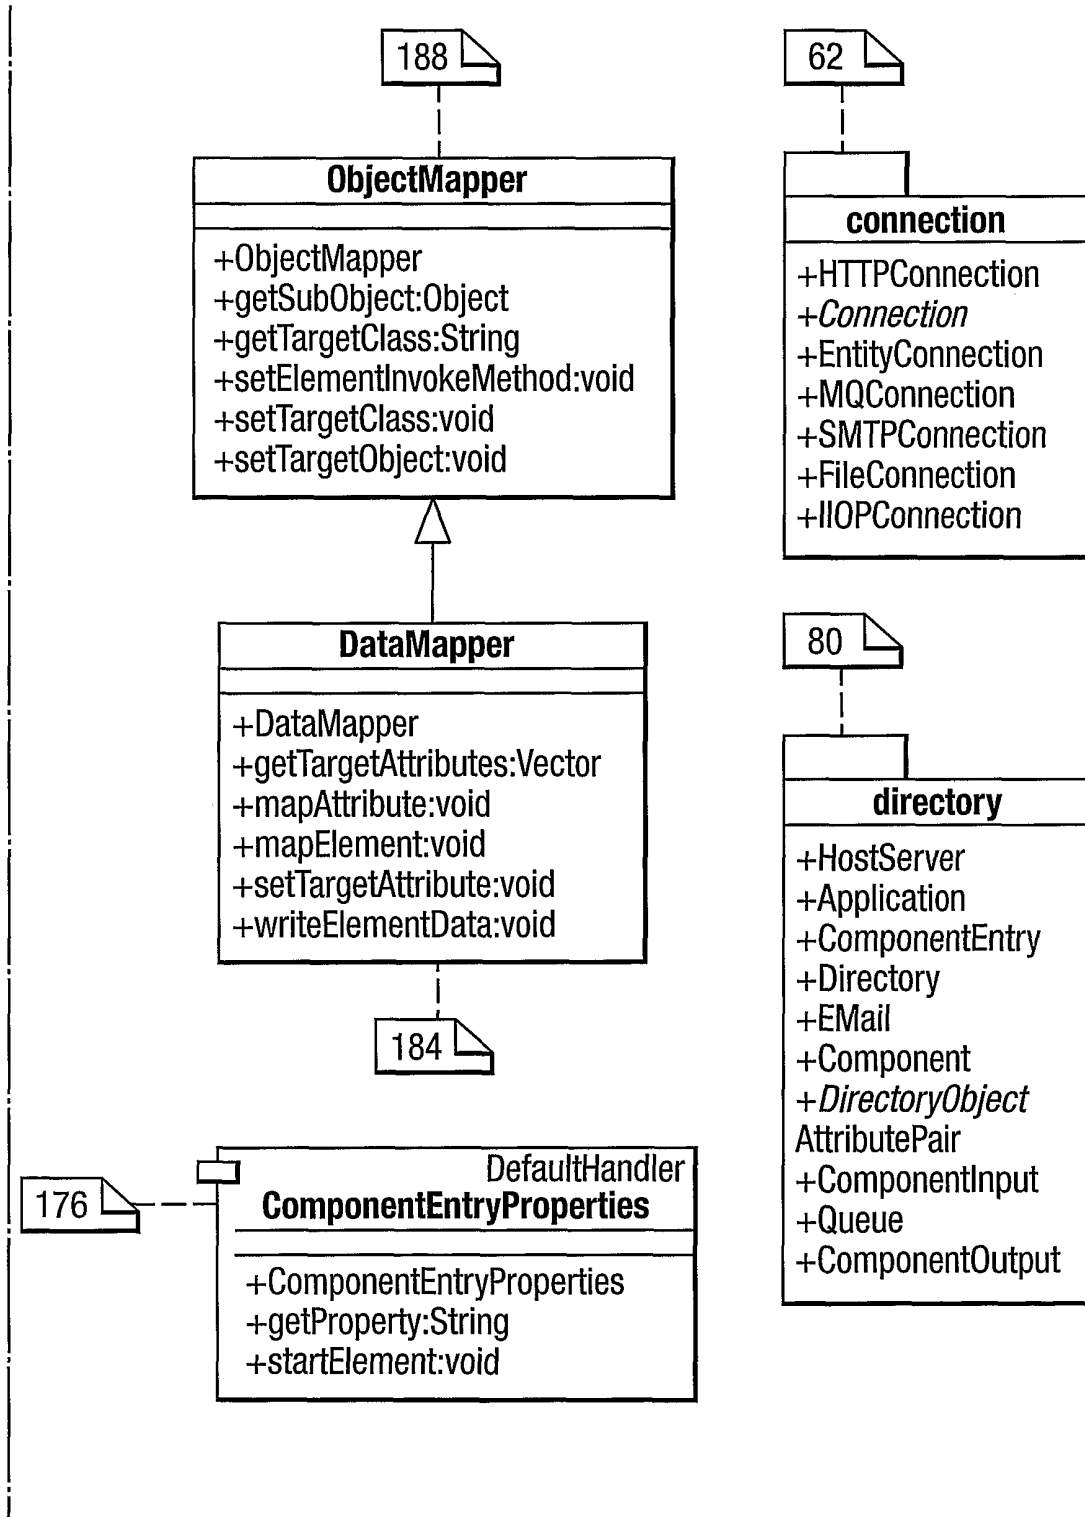 188
ObjectMapper
+ObjectMapper
+getSubObject:Object
+getTargetClass:String
+setElementInvokeMethod:void
+setTargetClass:void
+setTargetObject:void
DataMapper
+DataMapper
+getTargetAttributes:Vector
+mapAttribute:void
+mapElement:void
+setTargetAttribute:void
+writeElementData:void
184
176
DefaultHandler
ComponentEntryProperties
+ComponentEntryProperties
+getProperty:String
+startElement:void
62
connection
+HTTPConnection
+Connection
+EntityConnection
+MQConnection
+SMTPConnection
+FileConnection
+IIOPConnection
80
directory
+HostServer
+Application
+ComponentEntry
+Directory
+EMail
+Component
+DirectoryObject
AttributePair
+ComponentInput
+Queue
+ComponentOutput